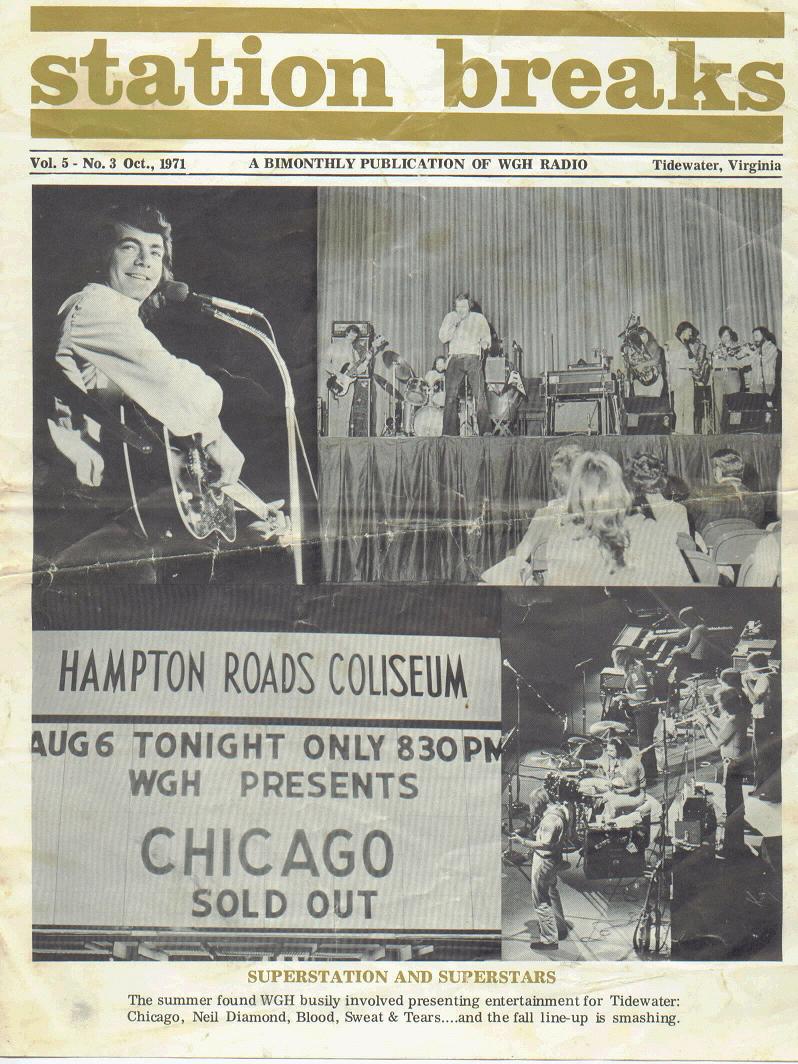 station breaks
Vol. 5 - No. 3 Oct., 1971 A BIMONTHLY PUBLICATION OF WGH RADIO Tidewater, Virginia
HAMPTON ROADS COLISEUM
AUG 6 TONIGHT ONLY 830PM
WGH PRESENTS
CHICAGO
SOLD OUT
SUPERSTATION AND SUPERSTARS
The summer found WGH busily involved presenting entertainment for Tidewater:
Chicago, Neil Diamond, Blood, Sweat & Tears....and the fall line-up is smashing.